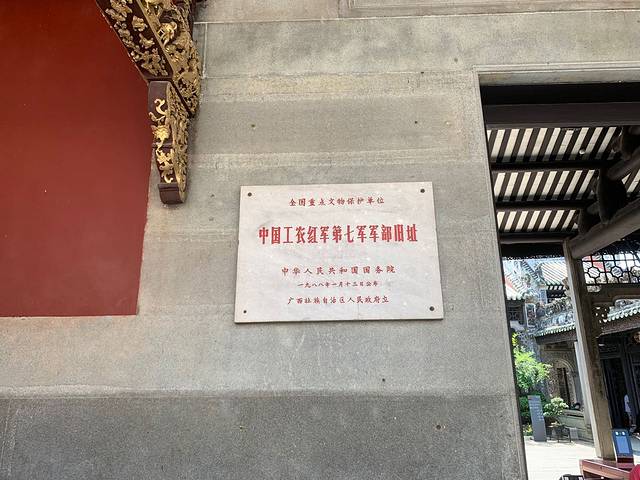 全国重点文物保护单位
中国工农红军第七军军部旧址
中华人民共和国国务院
一九八八年一月十三日公布
广西壮族自治区人民政府立